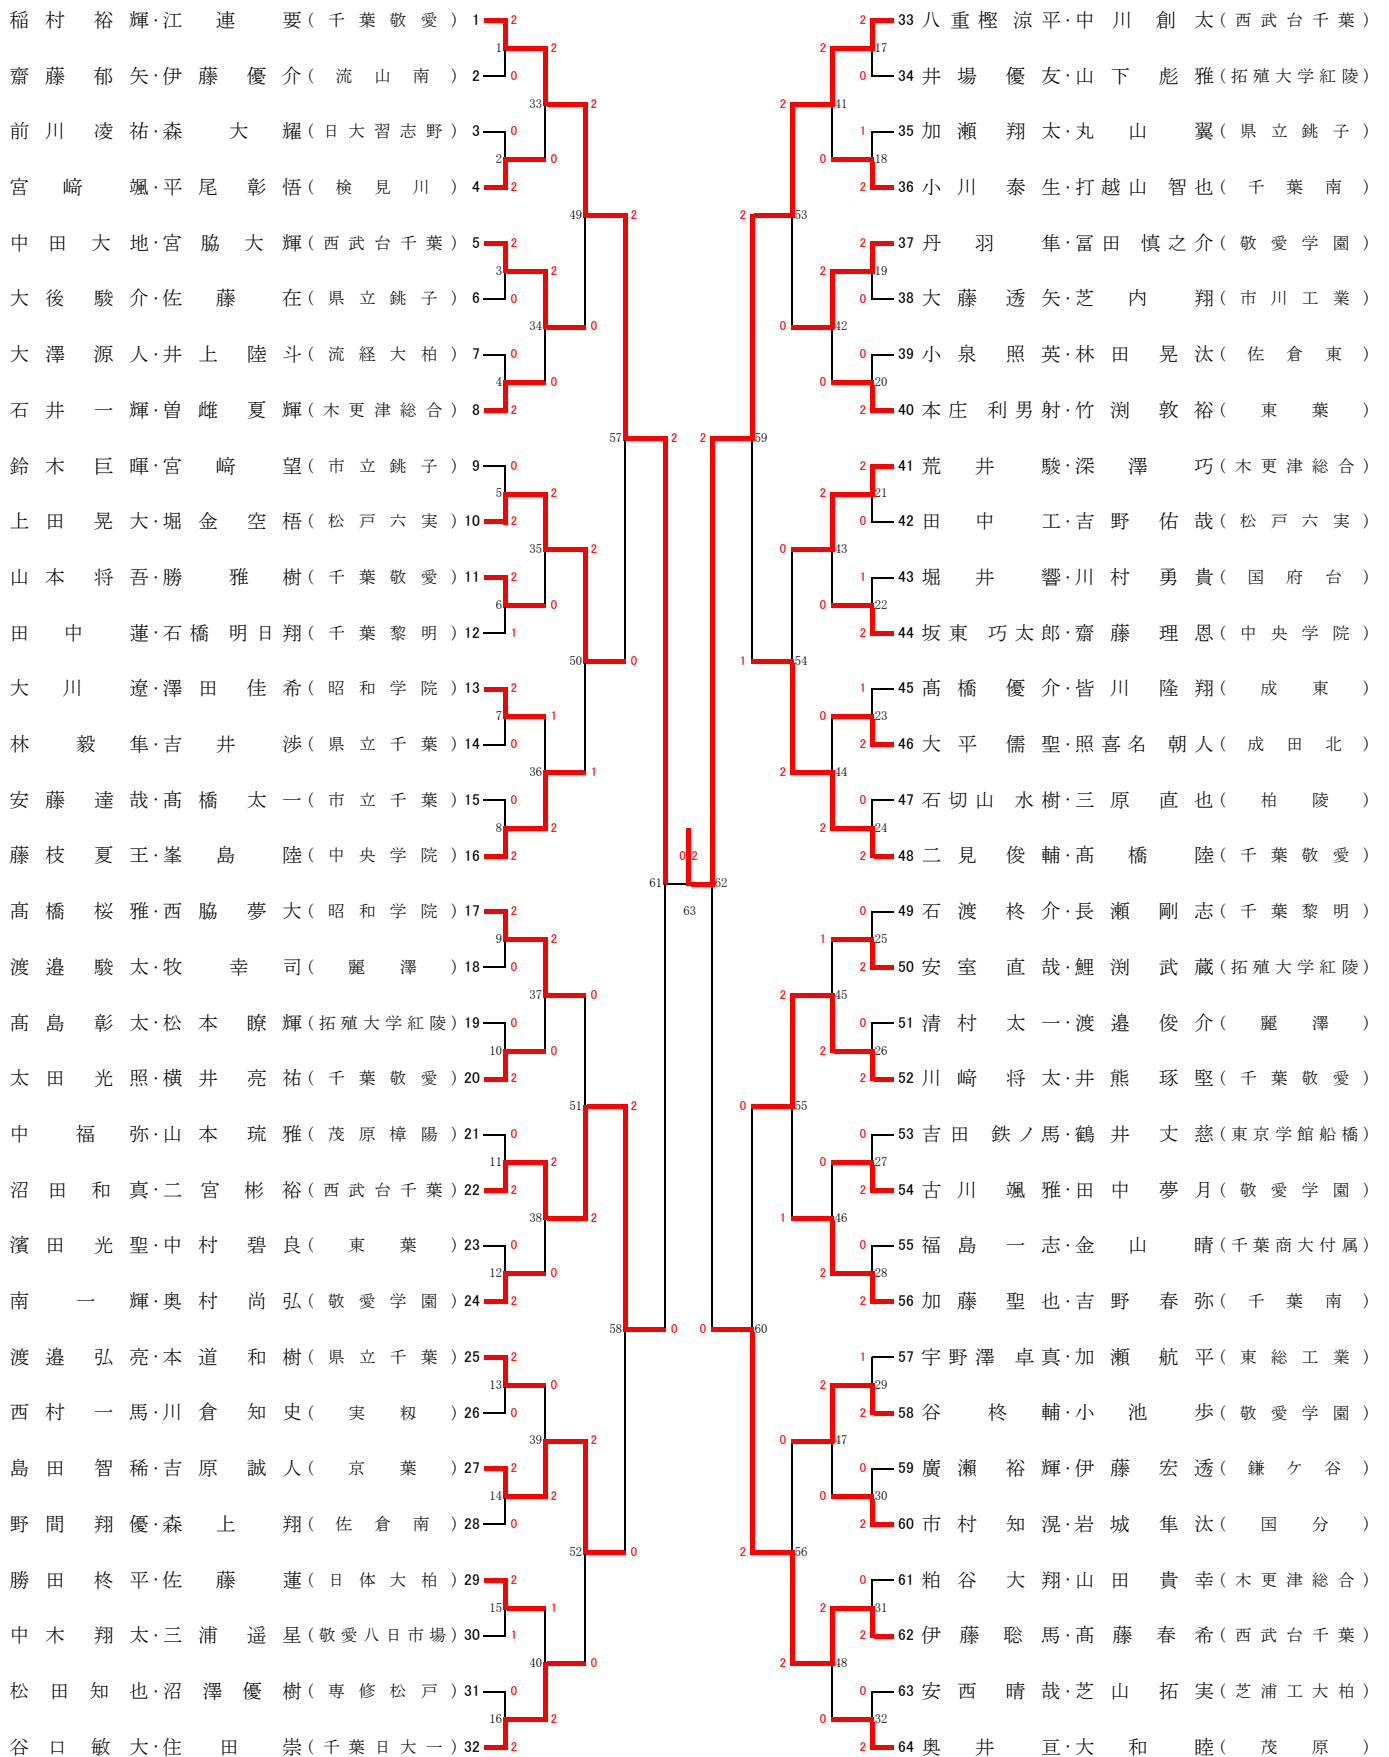 稲村裕輝・江連要（千葉敬愛） 1
齋藤郁矢・伊藤優介（流山南） 2
前川凌祐・森大耀（日大習志野） 3
宮﨑颯・平尾彰悟（検見川） 4
中田大地・宮脇大輝（西武台千葉） 5
大後駿介・佐藤在（県立銚子） 6
大澤源人・井上陸斗（流経大柏） 7
石井一輝・曽雌夏輝（木更津総合） 8
鈴木巨暉・宮﨑望（市立銚子） 9
上田晃大・堀金空悟（松戸六実） 10
山本将吾・勝雅樹（千葉敬愛） 11
田中蓮・石橋明日翔（千葉黎明） 12
大川遼・澤田佳希（昭和学院） 13
林毅隼・吉井渉（県立千葉） 14
安藤達哉・髙橋太一（市立千葉） 15
藤枝夏王・峯島陸（中央学院） 16
髙橋桜雅・西脇夢大（昭和学院） 17
渡邉駿太・牧幸司（麗澤） 18
髙島彰太・松本瞭輝（拓殖大学紅陵） 19
太田光照・横井亮祐（千葉敬愛） 20
中福弥・山本琉雅（茂原樟陽） 21
沼田和真・二宮彬裕（西武台千葉） 22
濱田光聖・中村碧良（東葉） 23
南一輝・奥村尚弘（敬愛学園） 24
渡邉弘亮・本道和樹（県立千葉） 25
西村一馬・川倉知史（実籾） 26
島田智稀・吉原誠人（京葉） 27
野間翔優・森上翔（佐倉南） 28
勝田柊平・佐藤蓮（日体大柏） 29
中木翔太・三浦遥星（敬愛八日市場） 30
松田知也・沼澤優樹（専修松戸） 31
谷口敏大・住田崇（千葉日大一） 32
33 八重樫涼平・中川創太（西武台千葉）
34 井場優友・山下彪雅（拓殖大学紅陵）
35 加瀬翔太・丸山翼（県立銚子）
36 小川泰生・打越山智也（千葉南）
37 丹羽隼・冨田慎之介（敬愛学園）
38 大藤透矢・芝内翔（市川工業）
39 小泉照英・林田晃汰（佐倉東）
40 本庄利男射・竹渕敦裕（東葉）
41 荒井駿・深澤巧（木更津総合）
42 田中工・吉野佑哉（松戸六実）
43 堀井響・川村勇貴（国府台）
44 坂東巧太郎・齋藤理恩（中央学院）
45 髙橋優介・皆川隆翔（成東）
46 大平儒聖・照喜名朝人（成田北）
47 石切山水樹・三原直也（柏陵）
48 二見俊輔・髙橋陸（千葉敬愛）
49 石渡柊介・長瀬剛志（千葉黎明）
50 安室直哉・鯉渕武蔵（拓殖大学紅陵）
51 清村太一・渡邉俊介（麗澤）
52 川﨑将太・井熊琢堅（千葉敬愛）
53 吉田鉄ノ馬・鶴井丈慈（東京学館船橋）
54 古川颯雅・田中夢月（敬愛学園）
55 福島一志・金山晴（千葉商大付属）
56 加藤聖也・吉野春弥（千葉南）
57 宇野澤卓真・加瀬航平（東総工業）
58 谷柊輔・小池歩（敬愛学園）
59 廣瀬裕輝・伊藤宏透（鎌ケ谷）
60 市村知滉・岩城隼汰（国分）
61 粕谷大翔・山田貴幸（木更津総合）
62 伊藤聡馬・髙藤春希（西武台千葉）
63 安西晴哉・芝山拓実（芝浦工大柏）
64 奥井亘・大和睦（茂原）